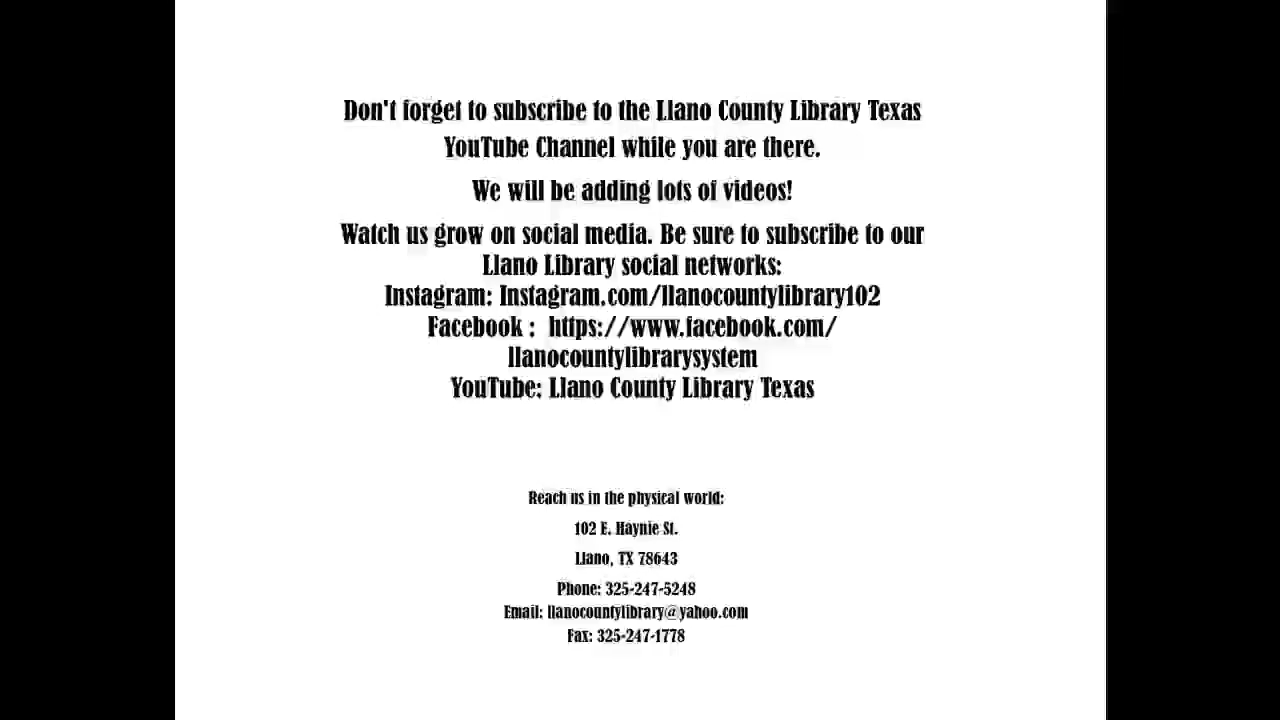 Don't forget to subscribe to the Llano County Library Texas
YouTube Channel while you are there.
We will be adding lots of videos!
Watch us grow on social media. Be sure to subscribe to our
Llano Library social networks:
Instagram: Instagram.com/llanocountylibrary102
Facebook :  https://www.facebook.com/
llanocountylibrarysystem
YouTube: Llano County Library Texas
Reach us in the physical world:
102 E. Haynie St.
Llano, TX 78643
Phone: 325-247-5248
Email: llanocountylibrary@yahoo.com
Fax: 325-247-1778